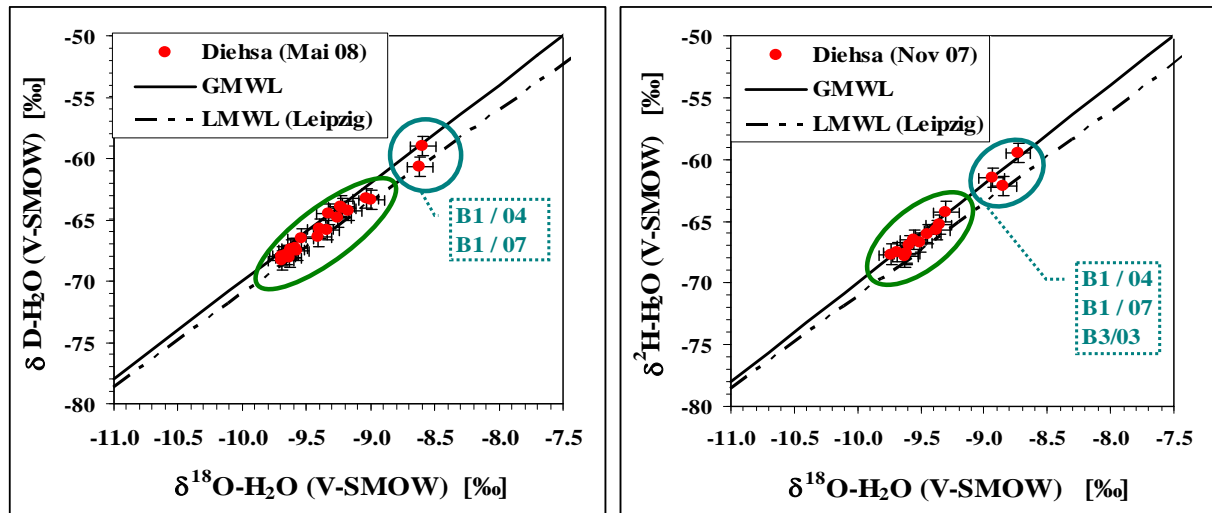 Diehsa (Mai 08)
GMWL
LMWL (Leipzig)
δ D-H₂O (V-SMOW) [‰]
-50
-55
-60
-65
-70
-75
-80
B1 / 04
B1 / 07
-11.0 -10.5 -10.0 -9.5 -9.0 -8.5 -8.0 -7.5
δ¹⁸O-H₂O (V-SMOW) [‰]
Diehsa (Nov 07)
GMWL
LMWL (Leipzig)
δ²H-H₂O (V-SMOW) [‰]
-50
-55
-60
-65
-70
-75
-80
B1 / 04
B1 / 07
B3/03
-11.0 -10.5 -10.0 -9.5 -9.0 -8.5 -8.0 -7.5
δ¹⁸O-H₂O (V-SMOW) [‰]